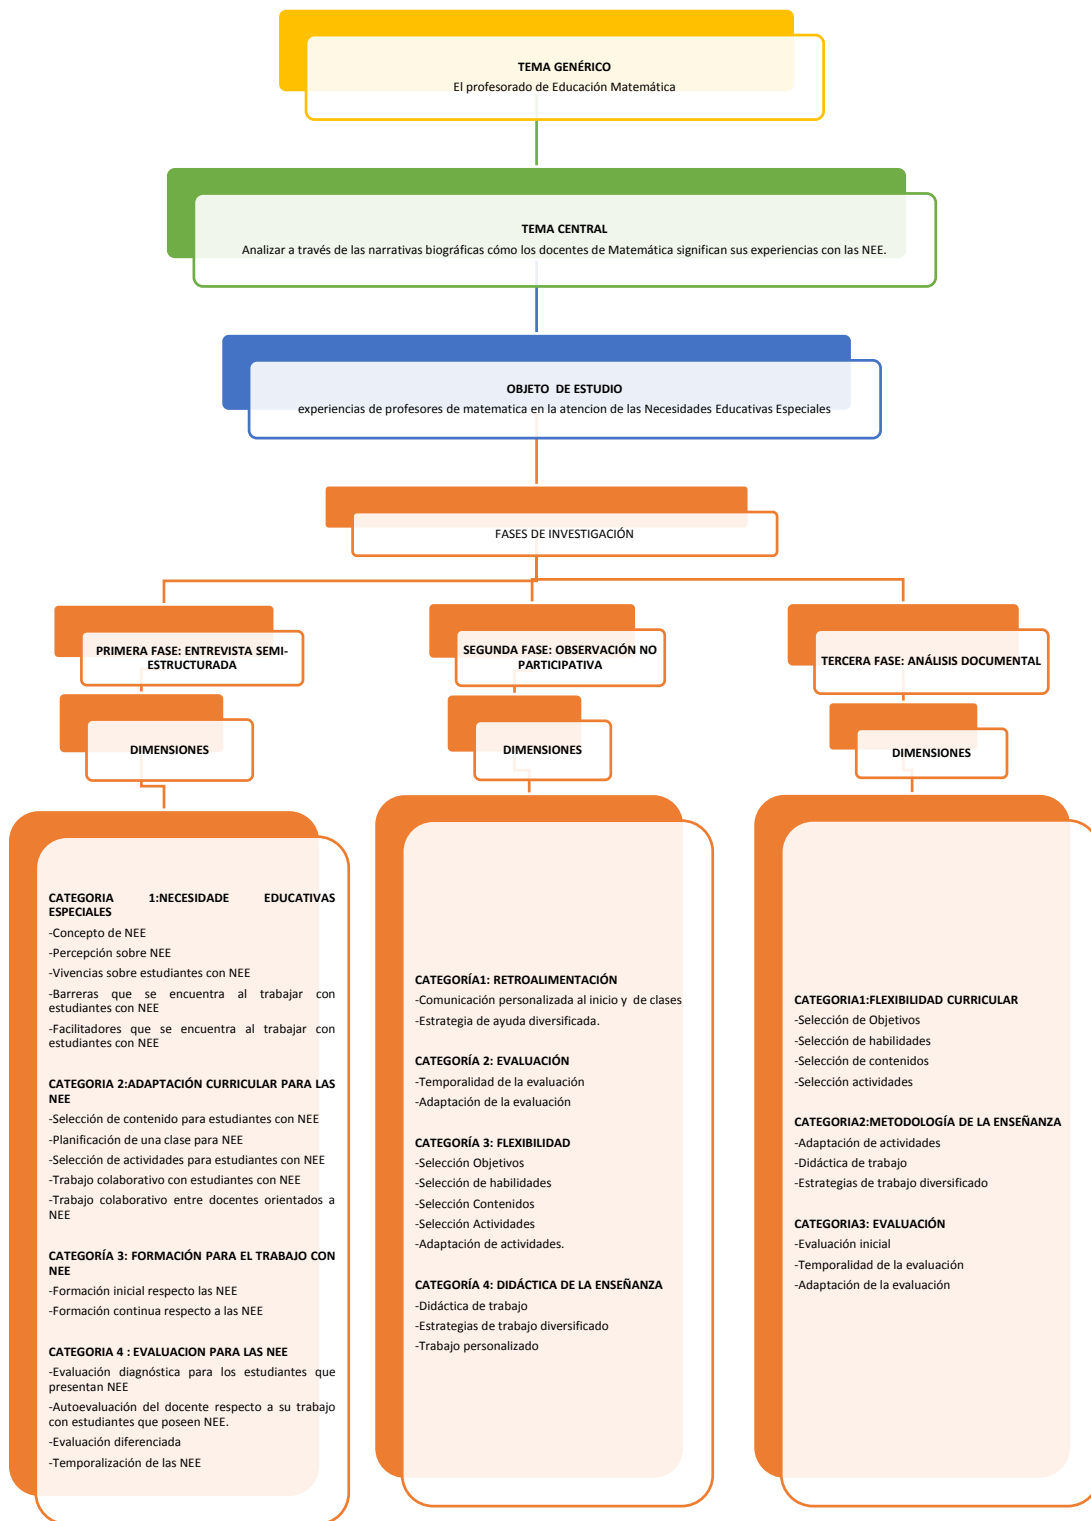 TEMA GENÉRICO
El profesorado de Educación Matemática
TEMA CENTRAL
Analizar a través de las narrativas biográficas cómo los docentes de Matemática significan sus experiencias con las NEE.
OBJETO DE ESTUDIO
experiencias de profesores de matematica en la atencion de las Necesidades Educativas Especiales
FASES DE INVESTIGACIÓN
PRIMERA FASE: ENTREVISTA SEMI-
ESTRUCTURADA
DIMENSIONES
CATEGORIA 1:NECESIDADE EDUCATIVAS
ESPECIALES
-Concepto de NEE
-Percepción sobre NEE
-Vivencias sobre estudiantes con NEE
-Barreras que se encuentra al trabajar con
estudiantes con NEE
-Facilitadores que se encuentra al trabajar con
estudiantes con NEE
CATEGORIA 2:ADAPTACIÓN CURRICULAR PARA LAS
NEE
-Selección de contenido para estudiantes con NEE
-Planificación de una clase para NEE
-Selección de actividades para estudiantes con NEE
-Trabajo colaborativo con estudiantes con NEE
-Trabajo colaborativo entre docentes orientados a
NEE
CATEGORÍA 3: FORMACIÓN PARA EL TRABAJO CON
NEE
-Formación inicial respecto las NEE
-Formación continua respecto a las NEE
CATEGORIA 4 : EVALUACION PARA LAS NEE
-Evaluación diagnóstica para los estudiantes que
presentan NEE
-Autoevaluación del docente respecto a su trabajo
con estudiantes que poseen NEE.
-Evaluación diferenciada
-Temporalización de las NEE
SEGUNDA FASE: OBSERVACIÓN NO
PARTICIPATIVA
DIMENSIONES
CATEGORÍA1: RETROALIMENTACIÓN
-Comunicación personalizada al inicio y de clases
-Estrategia de ayuda diversificada.
CATEGORÍA 2: EVALUACIÓN
-Temporalidad de la evaluación
-Adaptación de la evaluación
CATEGORÍA 3: FLEXIBILIDAD
-Selección Objetivos
-Selección de habilidades
-Selección Contenidos
-Selección Actividades
-Adaptación de actividades.
CATEGORÍA 4: DIDÁCTICA DE LA ENSEÑANZA
-Didáctica de trabajo
-Estrategias de trabajo diversificado
-Trabajo personalizado
TERCERA FASE: ANÁLISIS DOCUMENTAL
DIMENSIONES
CATEGORIA1:FLEXIBILIDAD CURRICULAR
-Selección de Objetivos
-Selección de habilidades
-Selección de contenidos
-Selección actividades
CATEGORIA2:METODOLOGÍA DE LA ENSEÑANZA
-Adaptación de actividades
-Didáctica de trabajo
-Estrategias de trabajo diversificado
CATEGORIA3: EVALUACIÓN
-Evaluación inicial
-Temporalidad de la evaluación
-Adaptación de la evaluación